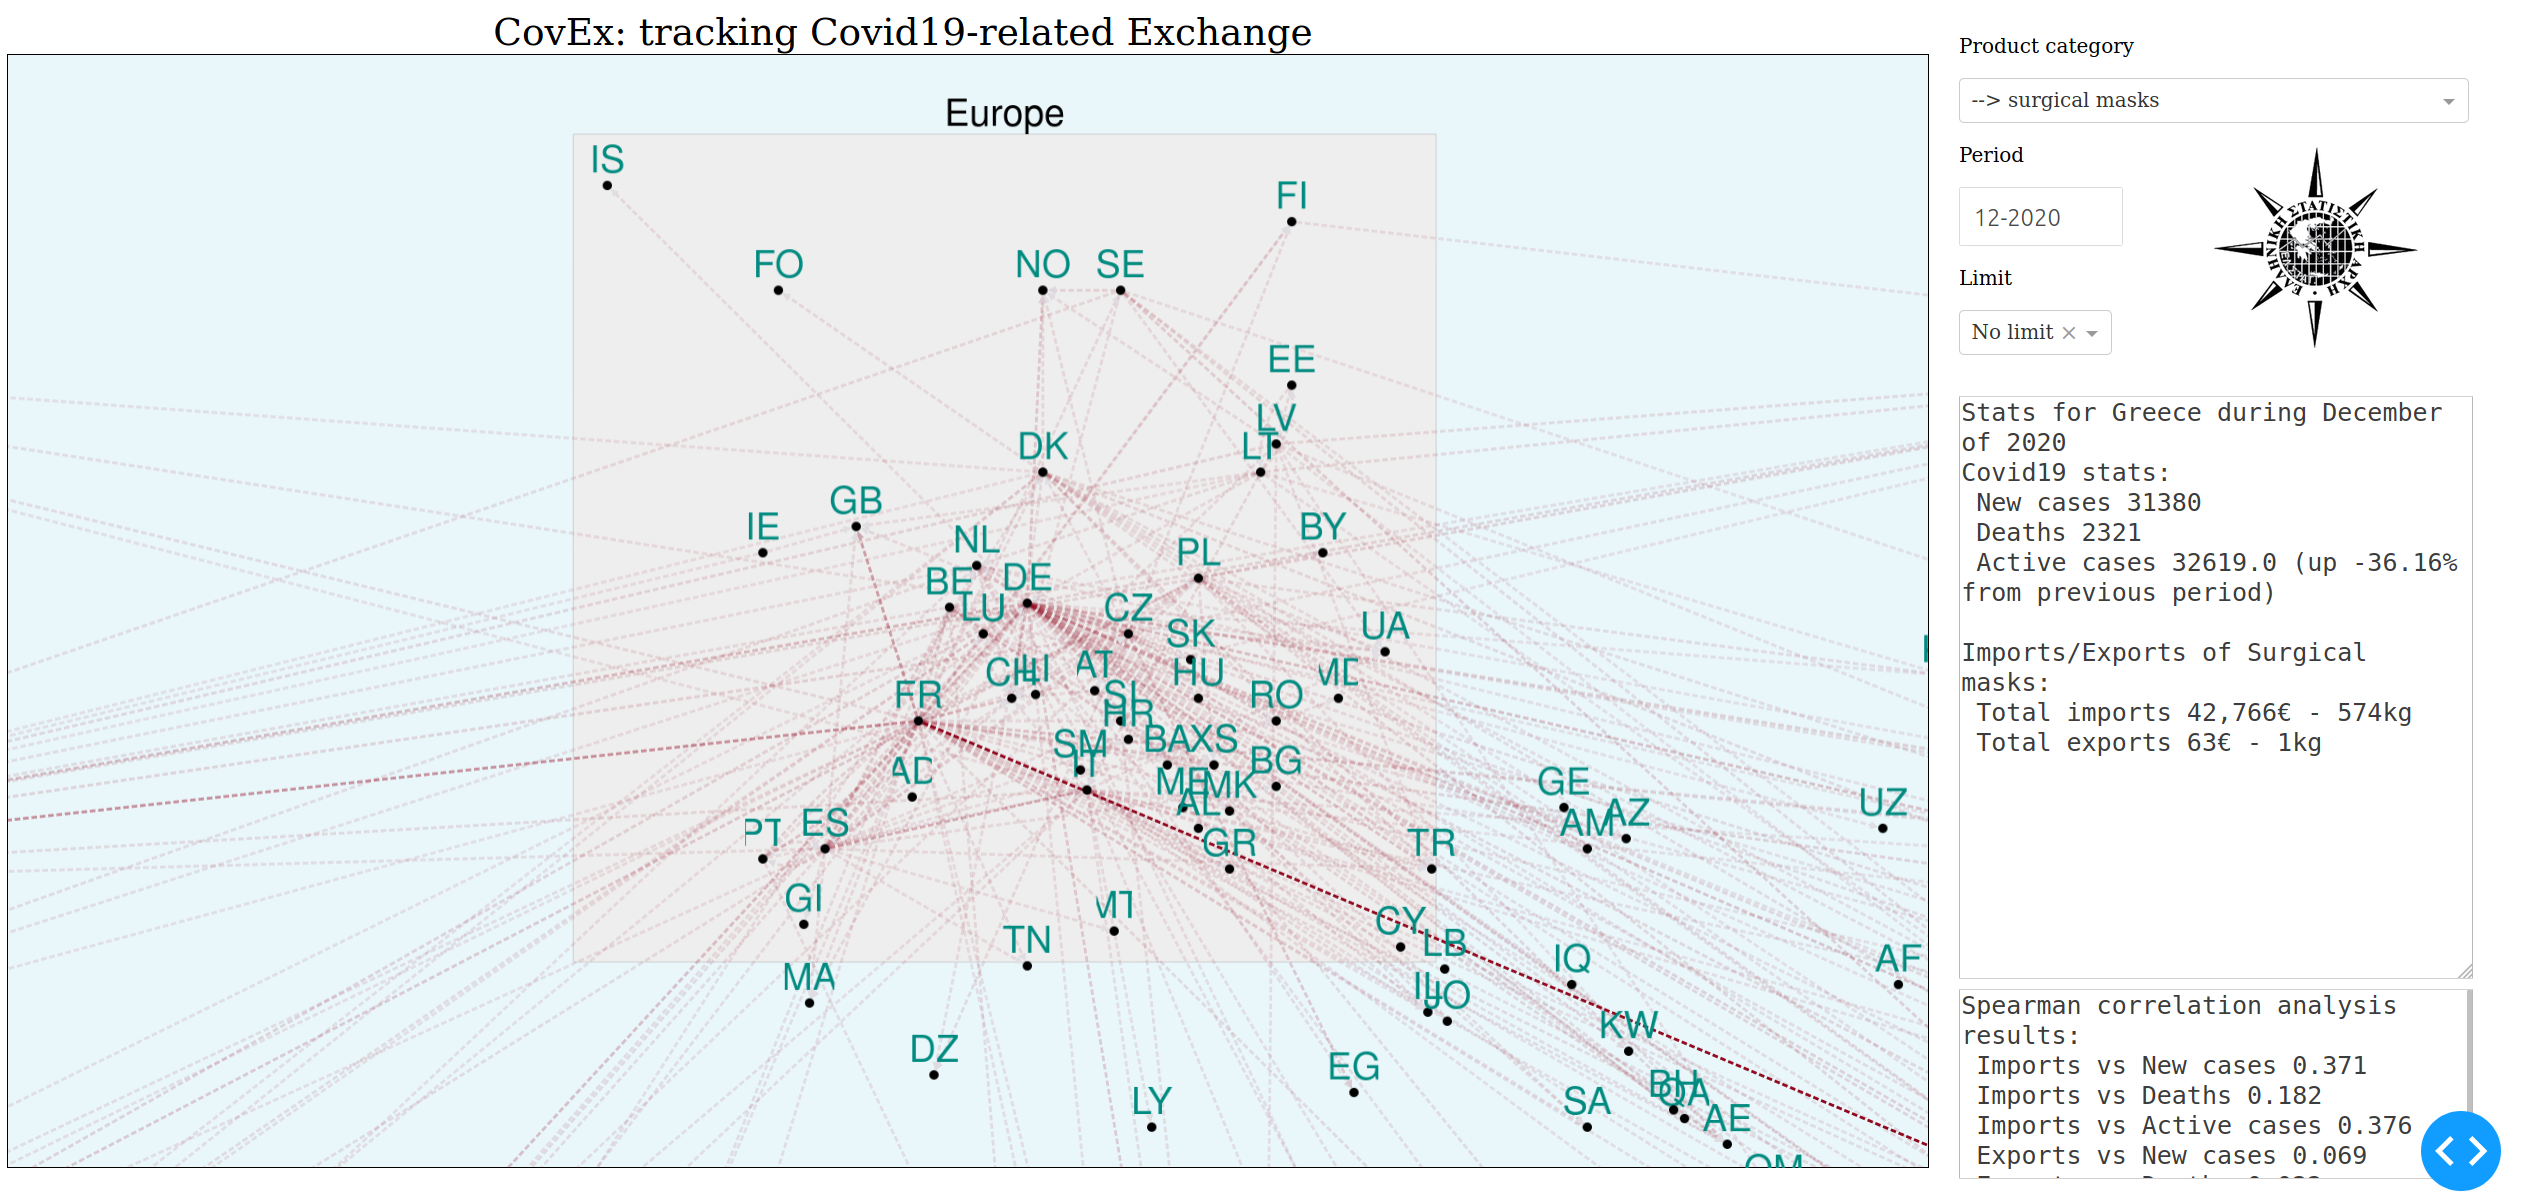 CovEx: tracking Covid19-related Exchange
Europe
IS
FI
FO
NO SE
EE
LV
DK
LT
GB
IE
NL
BY
PL
BE
DE
LU
CZ
SK
UA
CH
LI
AT
HU
MD
FR
SI
RO
HR
SM
BA
XS
IT
BG
AD
ME
MK
AL
GE
AZ
AM
UZ
PT
ES
GR
TR
GI
MT
CY
TN
LB
IQ
AF
MA
IL
JO
KW
DZ
EG
BH
QA
LY
SA
AE
OM
Product category
--> surgical masks
Period
12-2020
Limit
No limit ×
ΕΛΛΗΝΙΚΗ ΣΤΑΤΙΣΤΙΚΗ ΑΡΧΗ
Stats for Greece during December
of 2020
Covid19 stats:
New cases 31380
Deaths 2321
Active cases 32619.0 (up -36.16%
from previous period)
Imports/Exports of Surgical
masks:
Total imports 42,766€ - 574kg
Total exports 63€ - 1kg
Spearman correlation analysis
results:
Imports vs New cases 0.371
Imports vs Deaths 0.182
Imports vs Active cases 0.376
Exports vs New cases 0.069